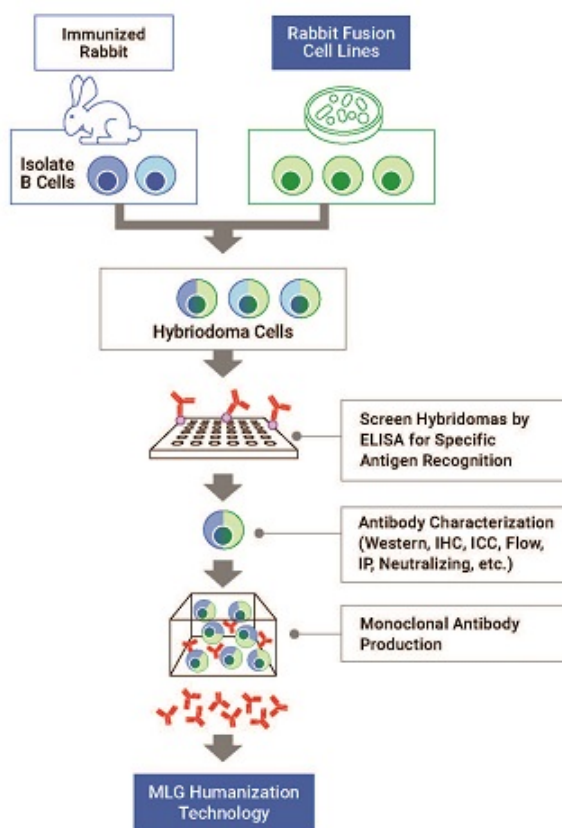 Immunized
Rabbit
Rabbit Fusion
Cell Lines
Isolate
B Cells
Hybriodoma Cells
Screen Hybridomas by
ELISA for Specific
Antigen Recognition
Antibody Characterization
(Western, IHC, ICC, Flow,
IP, Neutralizing, etc.)
Monoclonal Antibody
Production
MLG Humanization
Technology